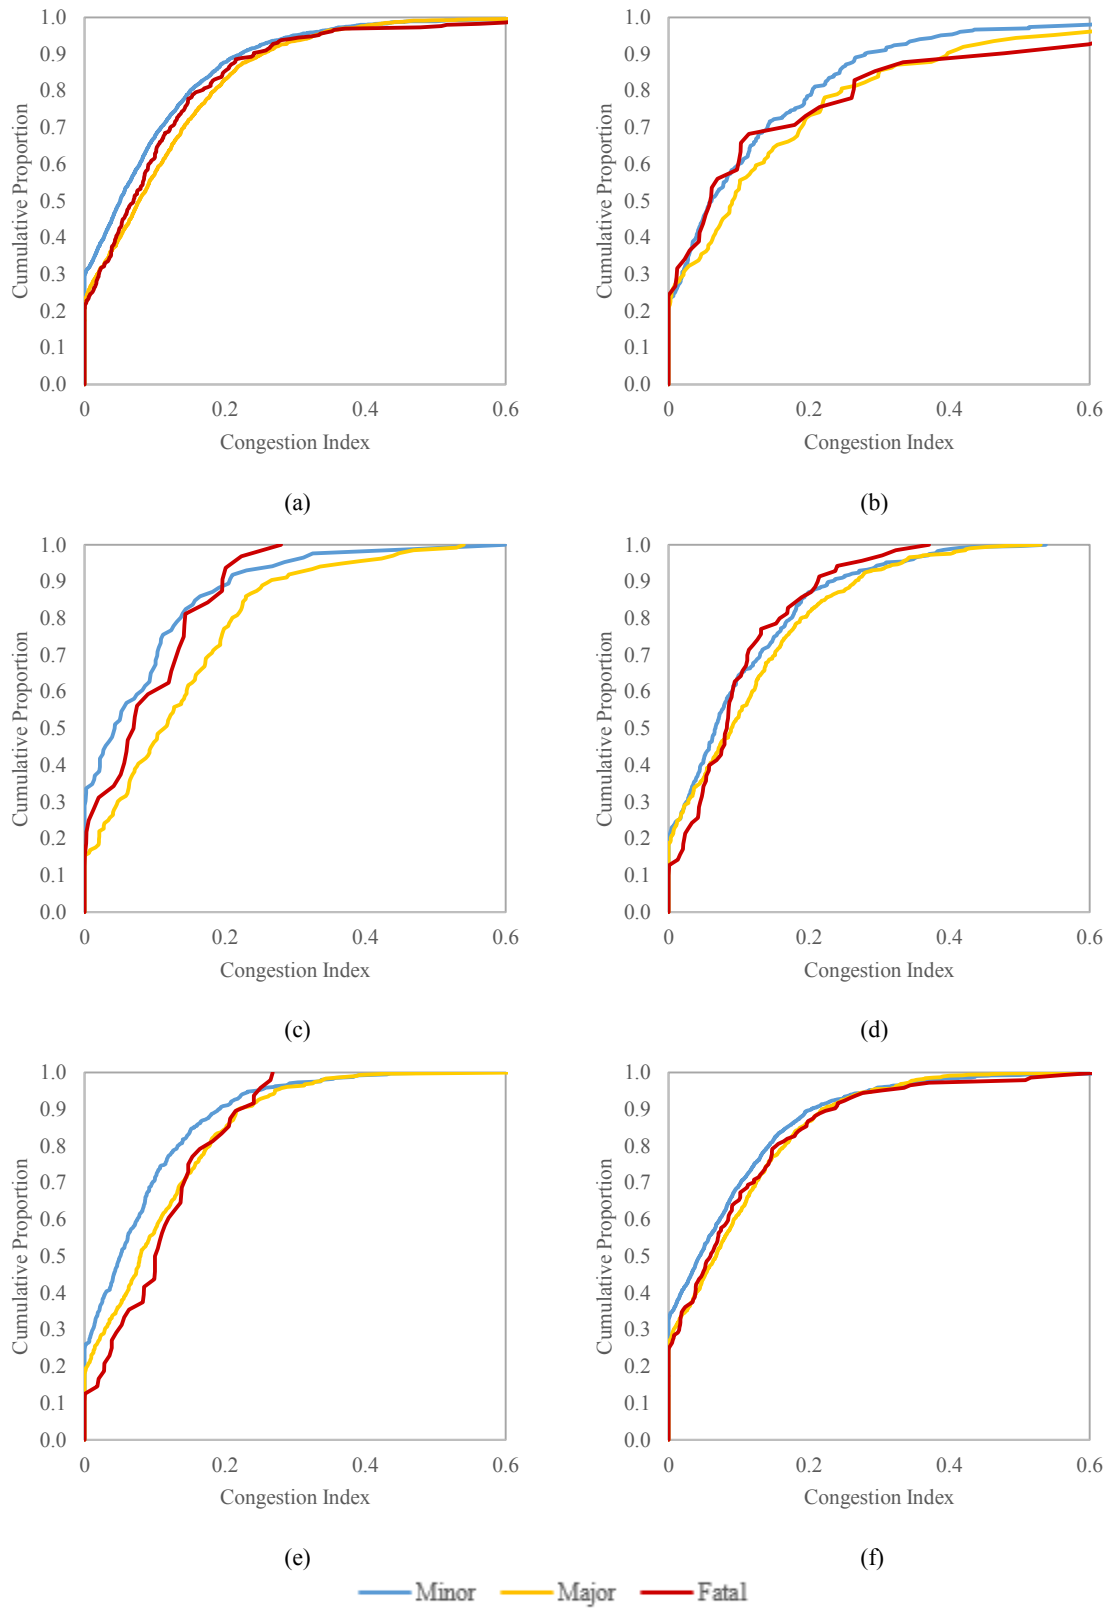 1.0 1.0
0.9 0.9
0.8 0.8
0.7 0.7
0.6 0.6
0.5 0.5
0.4 0.4
0.3 0.3
0.2 0.2
0.1 0.1
0.0 0.0
Cumulative Proportion Cumulative Proportion
0 0.2 0.4 0.6 0 0.2 0.4 0.6
Congestion Index Congestion Index
(a) (b)
1.0 1.0
0.9 0.9
0.8 0.8
0.7 0.7
0.6 0.6
0.5 0.5
0.4 0.4
0.3 0.3
0.2 0.2
0.1 0.1
0.0 0.0
Cumulative Proportion Cumulative Proportion
0 0.2 0.4 0.6 0 0.2 0.4 0.6
Congestion Index Congestion Index
(c) (d)
1.0 1.0
0.9 0.9
0.8 0.8
0.7 0.7
0.6 0.6
0.5 0.5
0.4 0.4
0.3 0.3
0.2 0.2
0.1 0.1
0.0 0.0
Cumulative Proportion Cumulative Proportion
0 0.2 0.4 0.6 0 0.2 0.4 0.6
Congestion Index Congestion Index
(e) (f)
Minor Major Fatal